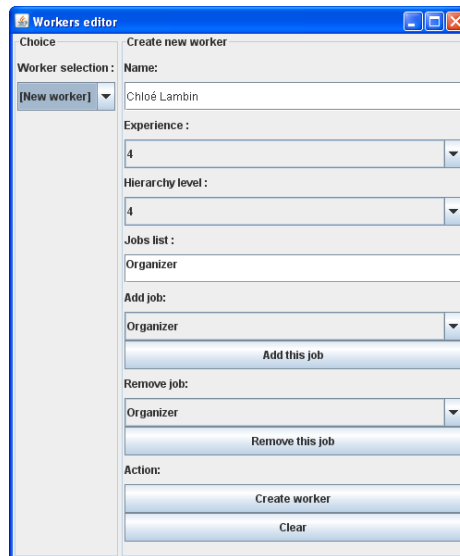 Workers editor
Choice
Worker selection :
[New worker]
Create new worker
Name:
Chloé Lambin
Experience :
4
Hierarchy level :
4
Jobs list :
Organizer
Add job:
Organizer
Add this job
Remove job:
Organizer
Remove this job
Action:
Create worker
Clear